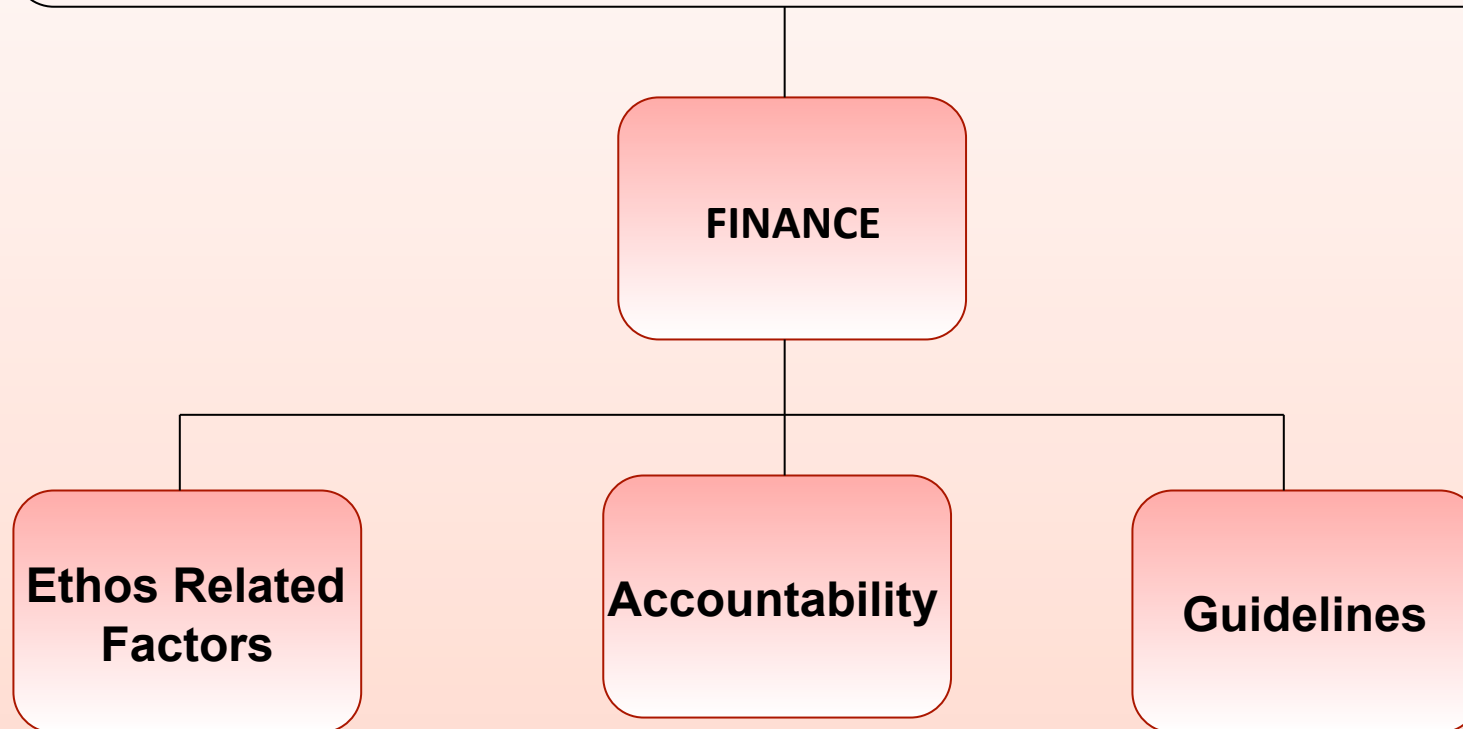 FINANCE
Ethos Related
Factors
Accountability
Guidelines